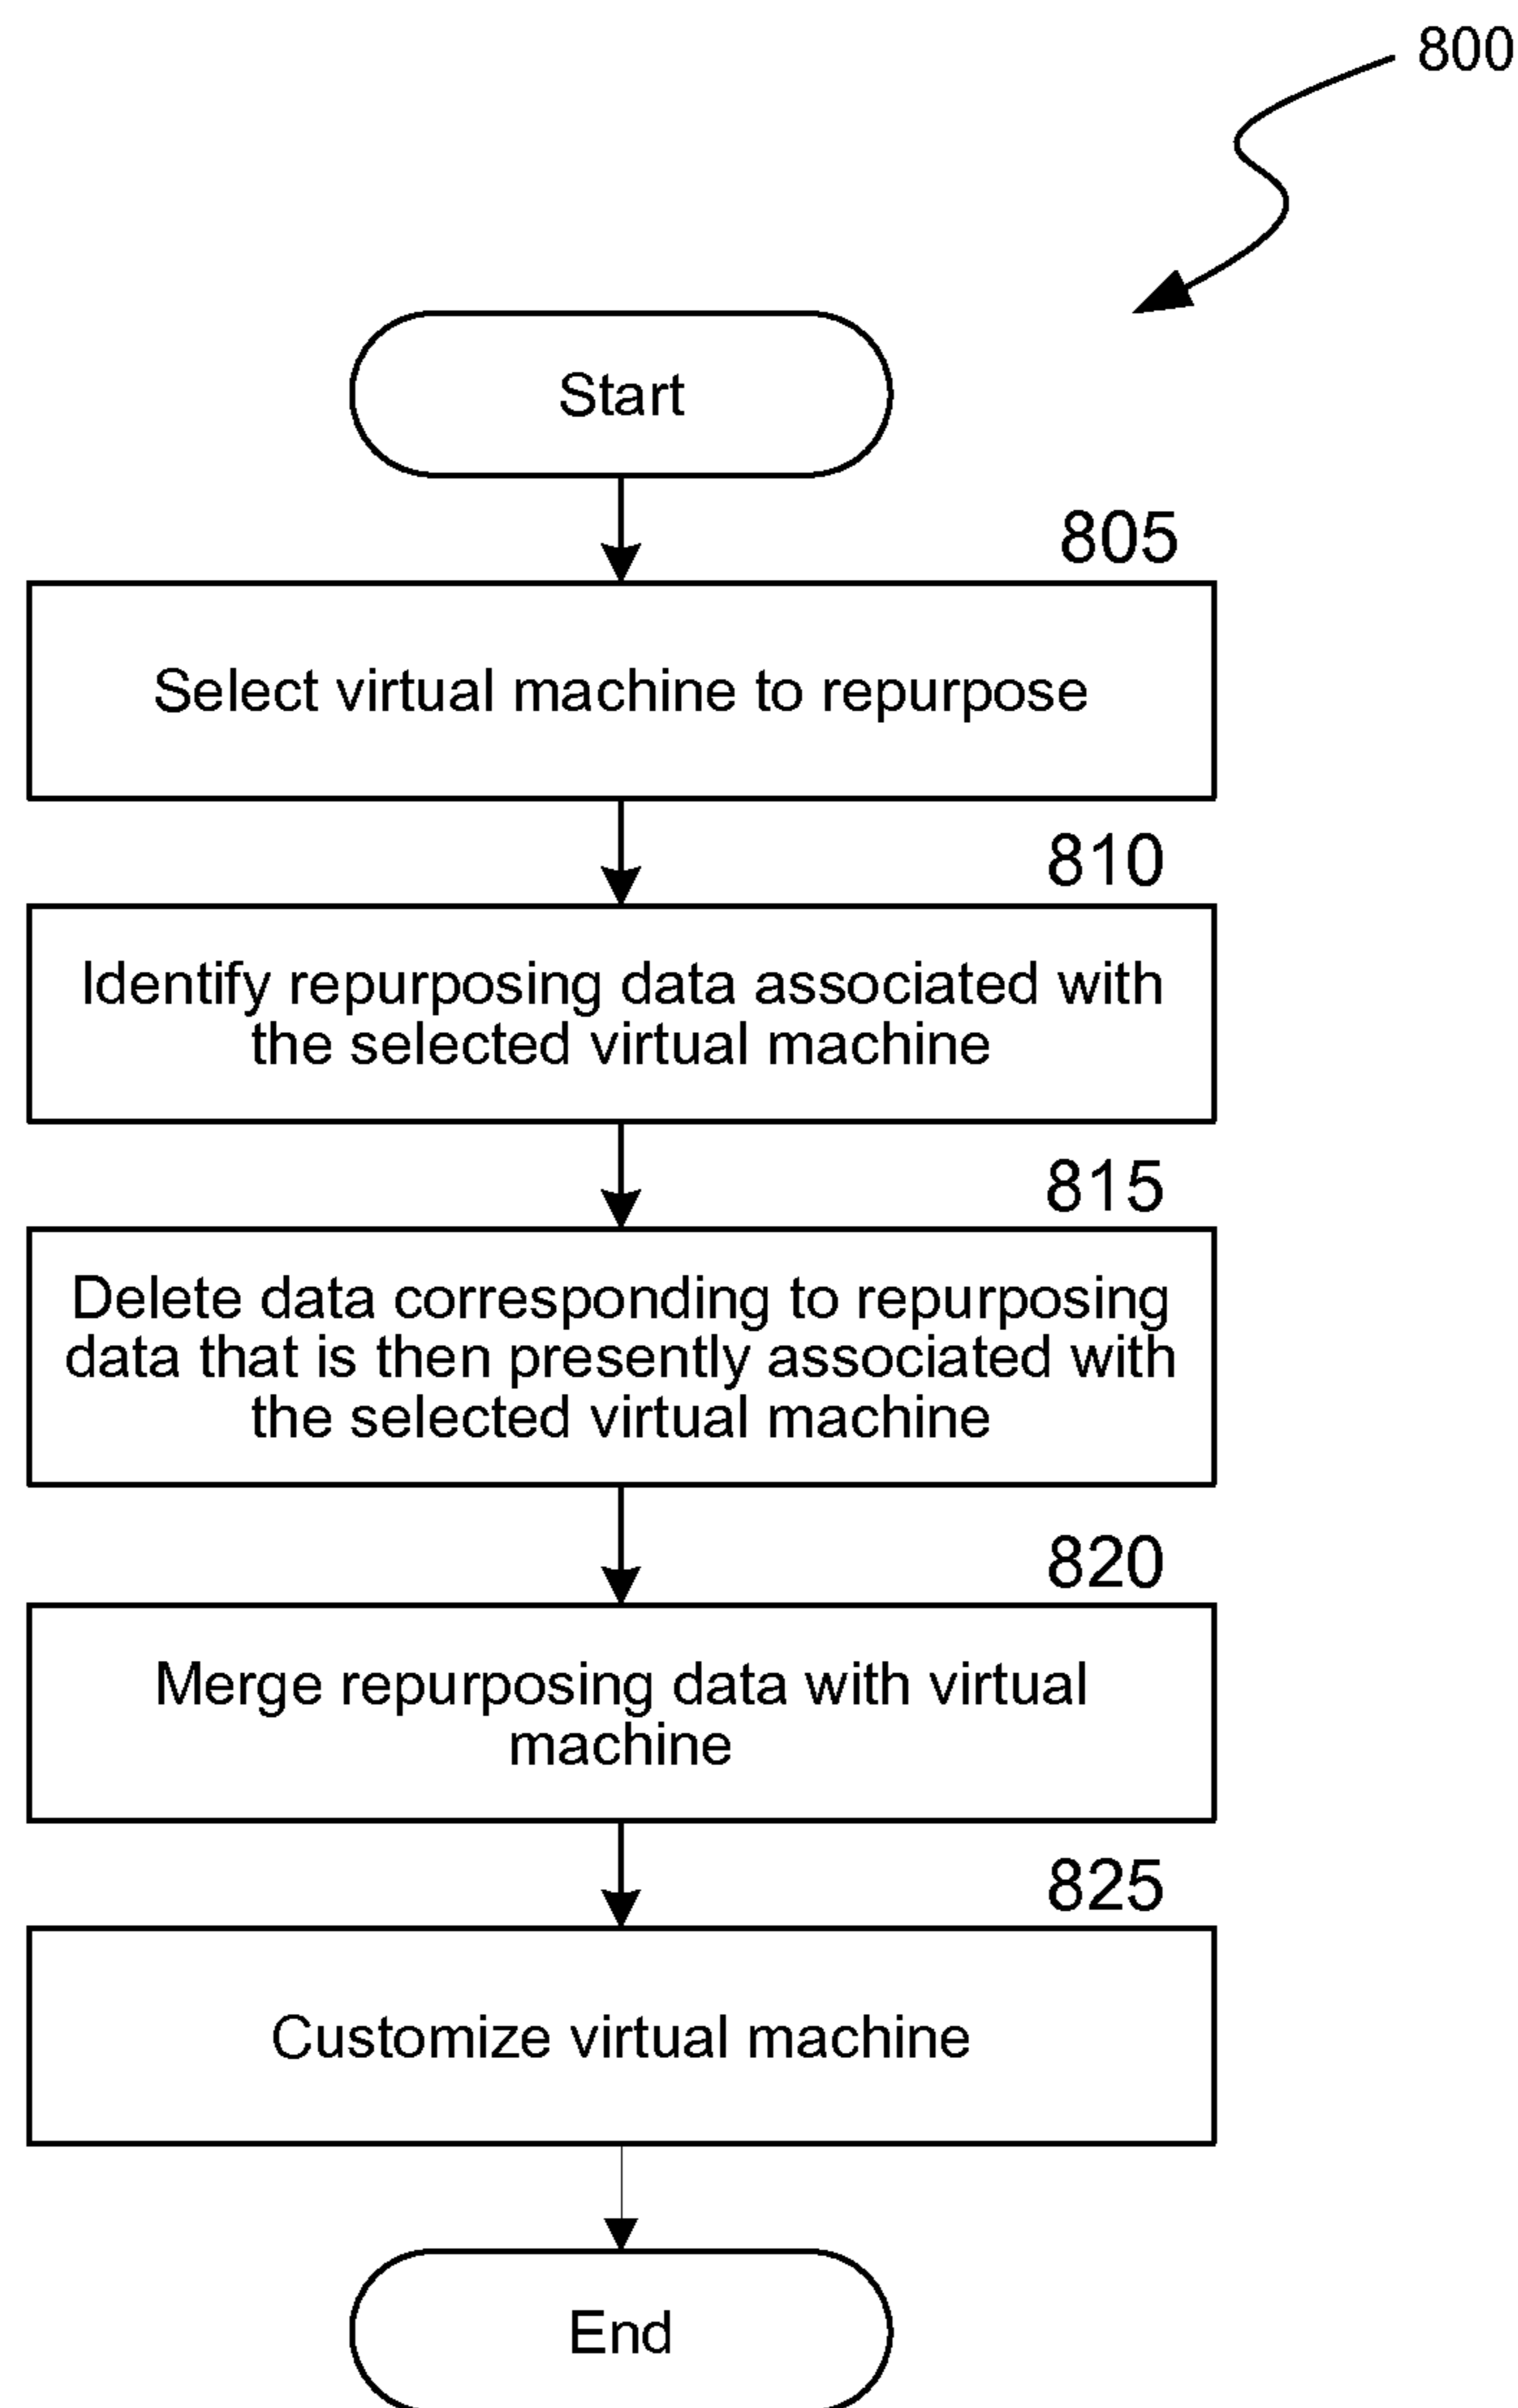 800
Start
805
Select virtual machine to repurpose
810
Identify repurposing data associated with
the selected virtual machine
815
Delete data corresponding to repurposing
data that is then presently associated with
the selected virtual machine
820
Merge repurposing data with virtual
machine
825
Customize virtual machine
End